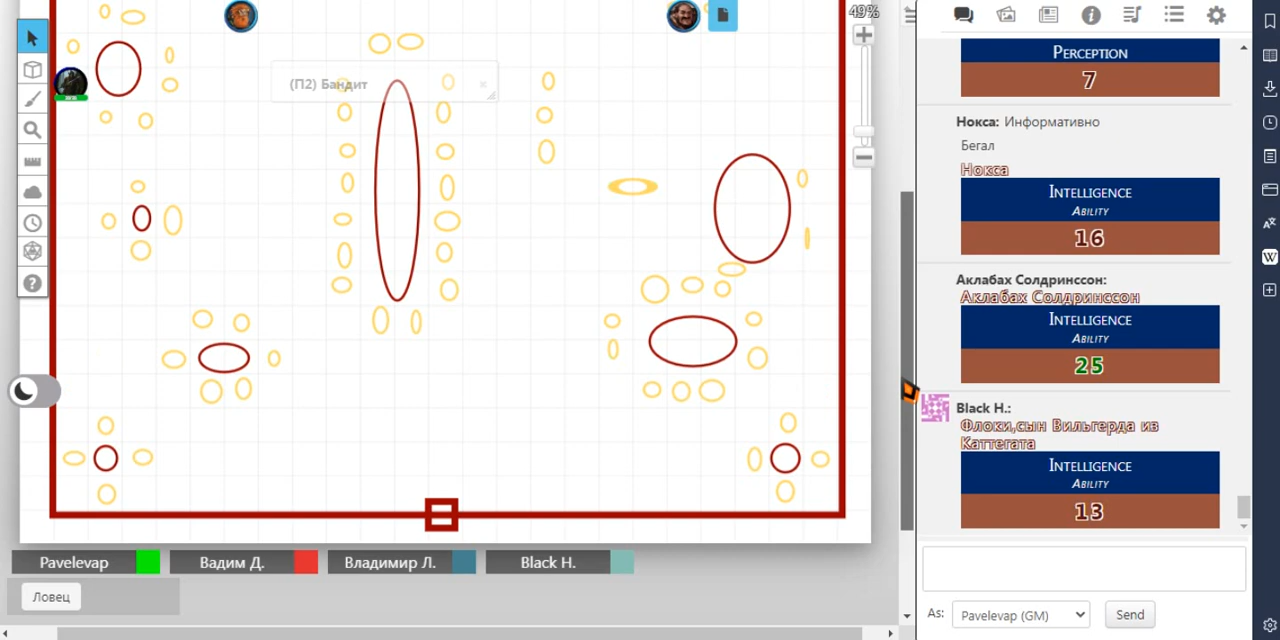 49%
(П2) Бандит
PERCEPTION
7
Нокса: Информативно
Бегал
Нокса
INTELLIGENCE
ABILITY
16
Аклабах Солдринссон:
Аклабах Солдринссон
INTELLIGENCE
ABILITY
25
Black H.:
Флоки,сын Вильгерда из
Каттегата
INTELLIGENCE
ABILITY
13
Pavelevap
Вадим Д.
Владимир Л.
Black H.
Ловец
As:
Pavelevap (GM)
Send